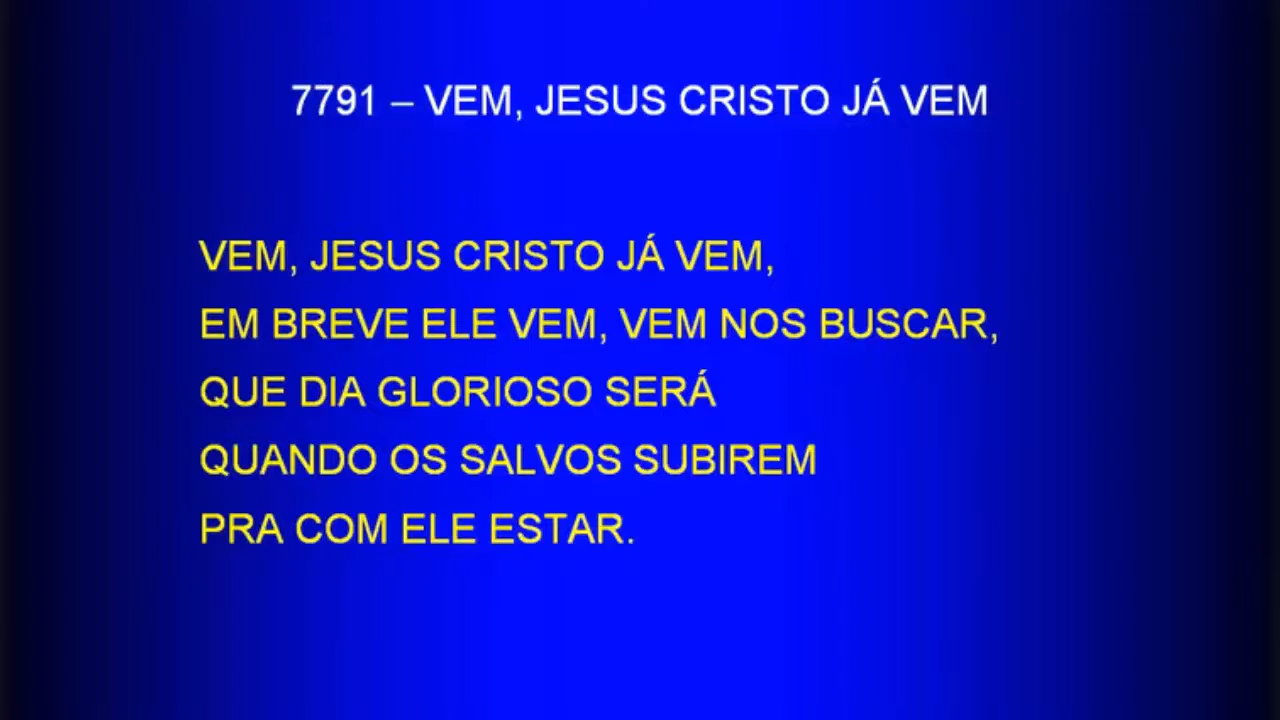 7791 – VEM, JESUS CRISTO JÁ VEM
VEM, JESUS CRISTO JÁ VEM,
EM BREVE ELE VEM, VEM NOS BUSCAR,
QUE DIA GLORIOSO SERÁ
QUANDO OS SALVOS SUBIREM
PRA COM ELE ESTAR.